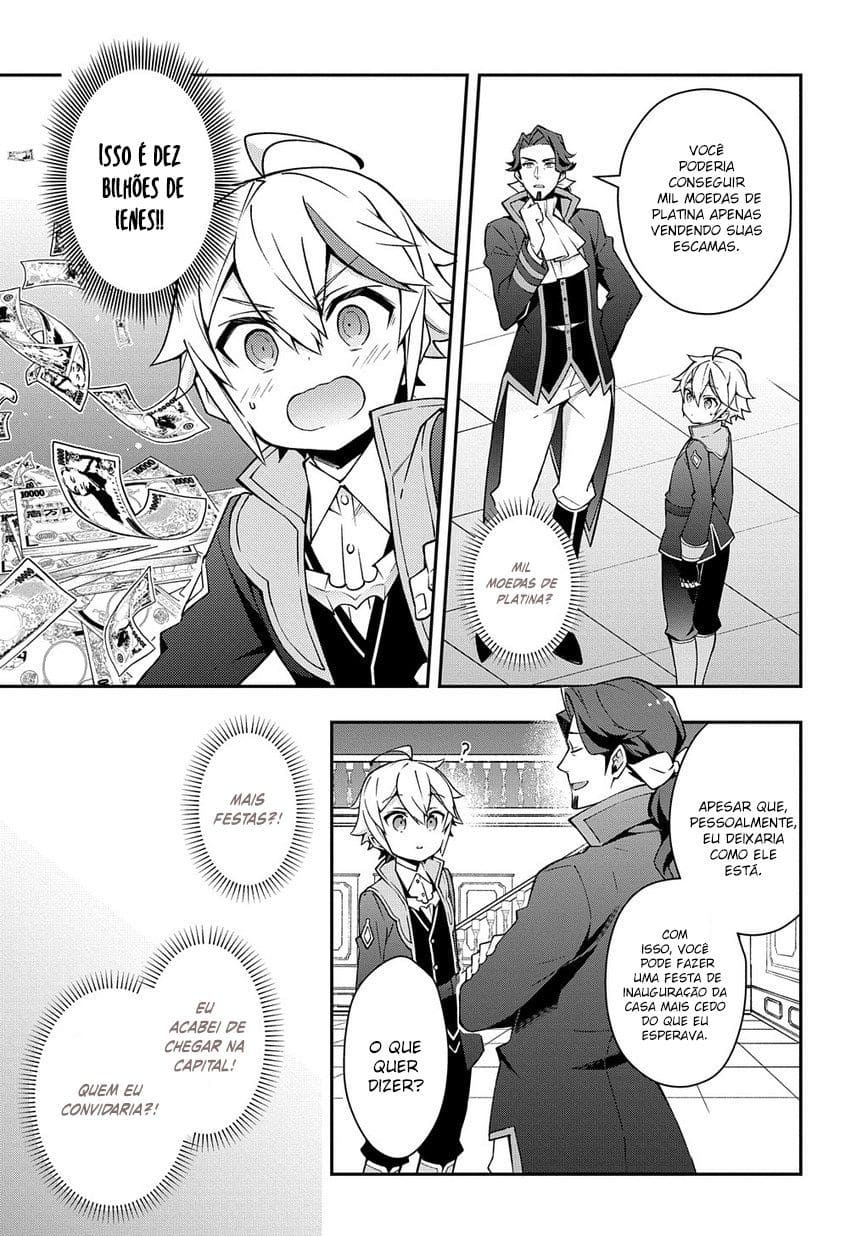 VOCÊ
PODERIA
CONSEGUIR
MIL MOEDAS DE
PLATINA APENAS
VENDENDO SUAS
ESCAMAS.
MIL
MOEDAS DE
PLATINA?
ISSO É DEZ
BILHÕES DE
IENES!!
10000
10000
APESAR QUE,
PESSOALMENTE,
EU DEIXARIA
COMO ELE
ESTÁ.
COM
ISSO, VOCÊ
PODE FAZER
UMA FESTA DE
INAUGURAÇÃO DA
CASA MAIS CEDO
DO QUE EU
ESPERAVA.
?
O QUE
QUER
DIZER?
MAIS
FESTAS?!
EU
ACABEI DE
CHEGAR NA
CAPITAL!
QUEM EU
CONVIDARIA?!